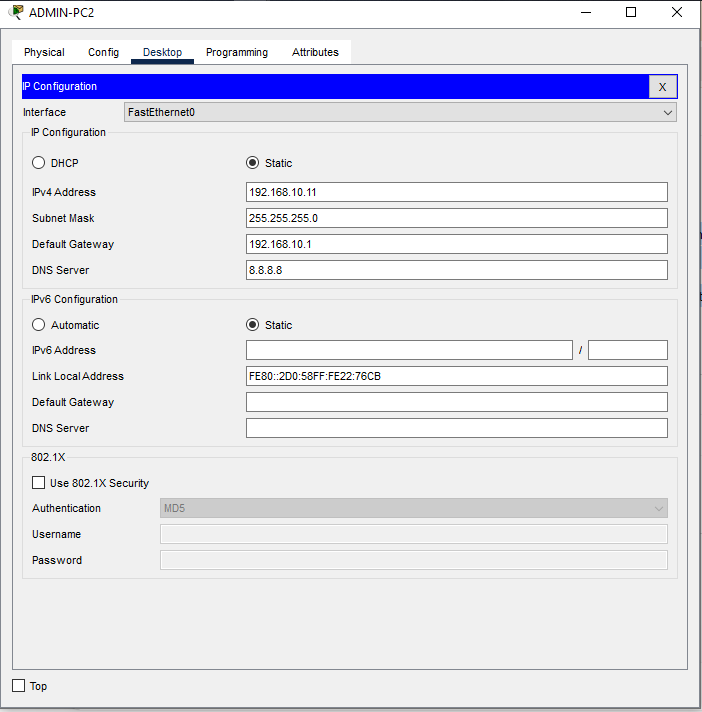 ADMIN-PC2
Physical Config Desktop Programming Attributes
IP Configuration X
Interface FastEthernet0
IP Configuration
DHCP Static
IPv4 Address 192.168.10.11
Subnet Mask 255.255.255.0
Default Gateway 192.168.10.1
DNS Server 8.8.8.8
IPv6 Configuration
Automatic Static
IPv6 Address /
Link Local Address FE80::2D0:58FF:FE22:76CB
Default Gateway
DNS Server
802.1X
Use 802.1X Security
Authentication MD5
Username
Password
Top